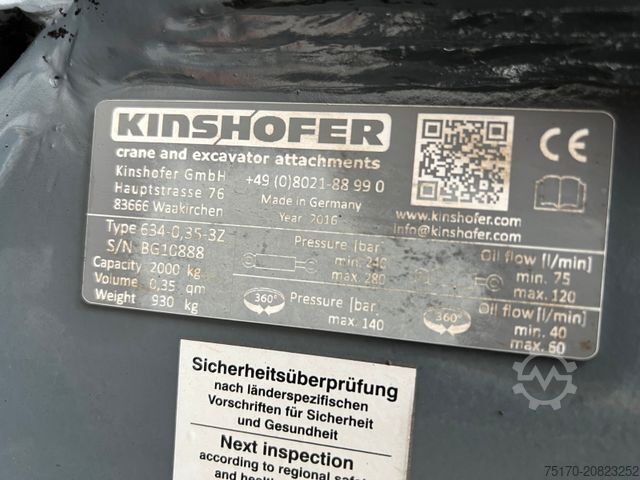 KINSHOFER
crane and excavator attachments
Kinshofer GmbH
Hauptstrasse 76
83666 Waakirchen
+49 (0)8021-88 99 0
Made in Germany
Year 2016
www.kinshofer.com
info@kinshofer.com
CE
Type 634-0,35-3Z
S/N BG10888
Capacity 2000 kg
Volume 0,35 qm
Weight 930 kg
Pressure [bar]
min. 240
max. 280
Oil flow [l/min]
min. 75
max. 120
360°
Pressure [bar]
max. 140
360°
Oil flow [l/min]
min. 40
max. 60
Sicherheitsüberprüfung
nach länderspezifischen
Vorschriften für Sicherheit
und Gesundheit
Next inspection
according to regional safety
and health
75170-20823252